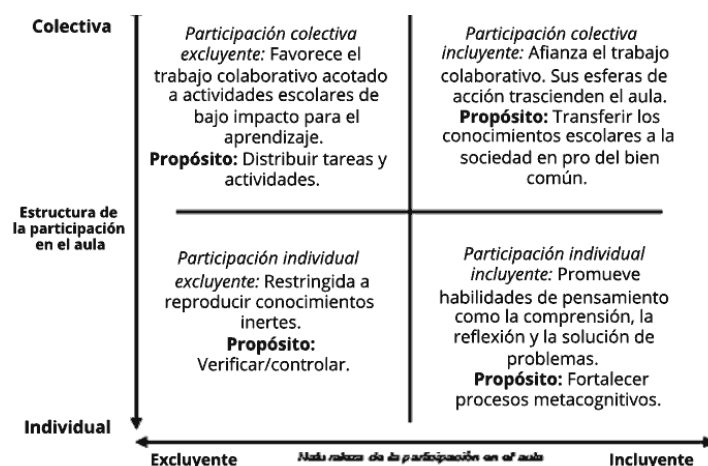 Colectiva
Participación colectiva
excluyente: Favorece el
trabajo colaborativo acotado
a actividades escolares de
bajo impacto para el
aprendizaje.
Propósito: Distribuir tareas y
actividades.
Participación colectiva
incluyente: Afianza el trabajo
colaborativo. Sus esferas de
acción trascienden el aula.
Propósito: Transferir los
conocimientos escolares a la
sociedad en pro del bien
común.
Estructura de
la participación
en el aula
Participación individual
excluyente: Restringida a
reproducir conocimientos
inertes.
Propósito:
Verificar/controlar.
Participación individual
incluyente: Promueve
habilidades de pensamiento
como la comprensión, la
reflexión y la solución de
problemas.
Propósito: Fortalecer
procesos metacognitivos.
Individual
Excluyente
Naturaleza de la participación en el aula
Incluyente